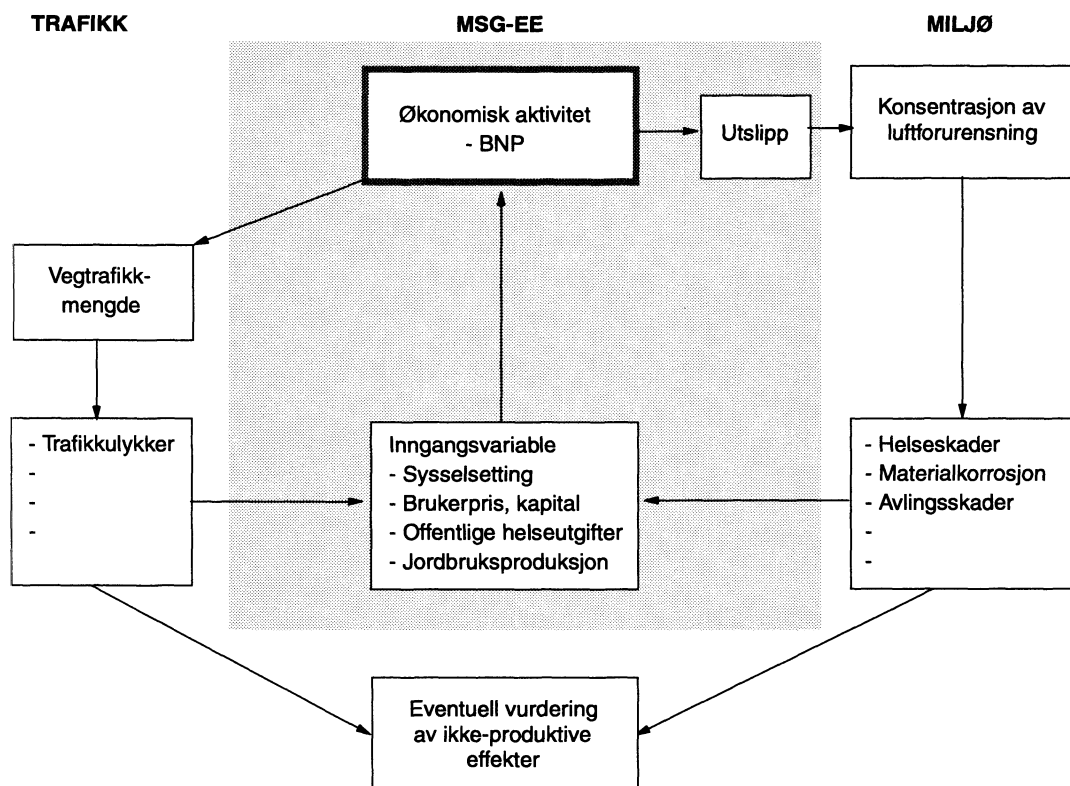 TRAFIKK
MSG-EE
MILJØ
Økonomisk aktivitet
- BNP
Utslipp
Konsentrasjon av
luftforurensning
Vegtrafikk-
mengde
- Trafikkulykker
-
-
-
Inngangsvariable
- Sysselsetting
- Brukerpris, kapital
- Offentlige helseutgifter
- Jordbruksproduksjon
- Helseskader
- Materialkorrosjon
- Avlingsskader
-
-
Eventuell vurdering
av ikke-produktive
effekter